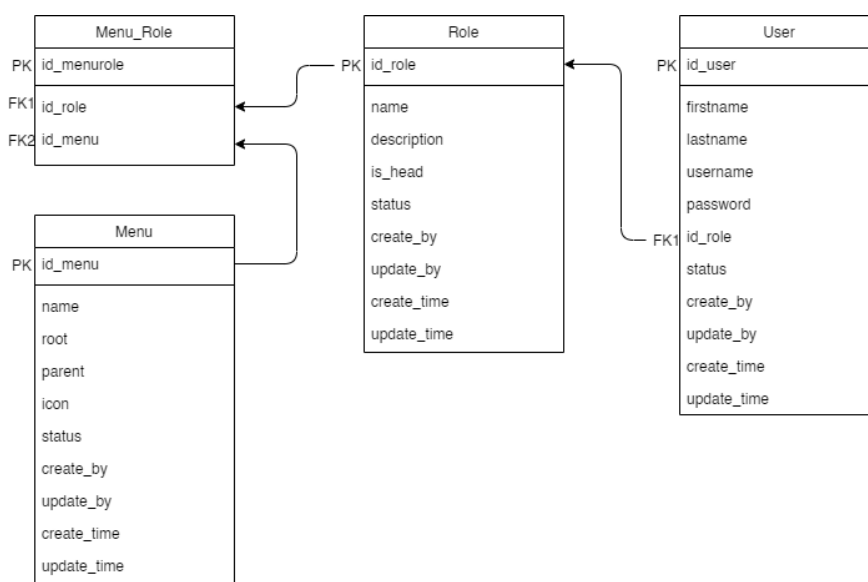 Menu_Role
PK id_menurole
FK1 id_role
FK2 id_menu
Menu
PK id_menu
name
root
parent
icon
status
create_by
update_by
create_time
update_time
Role
PK id_role
name
description
is_head
status
create_by
update_by
create_time
update_time
User
PK id_user
firstname
lastname
username
password
FK1 id_role
status
create_by
update_by
create_time
update_time